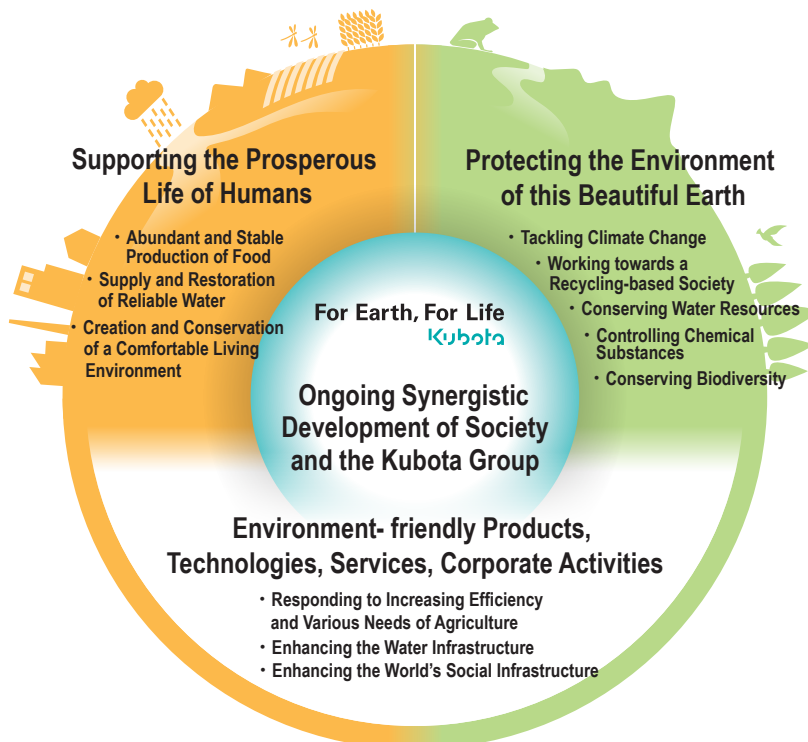 Supporting the Prosperous
Life of Humans
・Abundant and Stable
Production of Food
・Supply and Restoration
of Reliable Water
・Creation and Conservation
of a Comfortable Living
Environment
Protecting the Environment
of this Beautiful Earth
・Tackling Climate Change
・Working towards a
Recycling-based Society
・Conserving Water Resources
・Controlling Chemical
Substances
・Conserving Biodiversity
For Earth, For Life
Kubota
Ongoing Synergistic
Development of Society
and the Kubota Group
Environment- friendly Products,
Technologies, Services, Corporate Activities
・Responding to Increasing Efficiency
and Various Needs of Agriculture
・Enhancing the Water Infrastructure
・Enhancing the World's Social Infrastructure